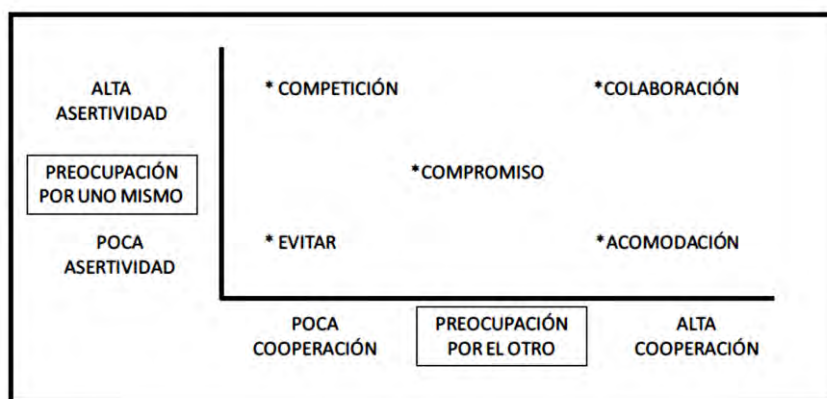 ALTA
ASERTIVIDAD
* COMPETICIÓN
*COLABORACIÓN
PREOCUPACIÓN
POR UNO MISMO
*COMPROMISO
POCA
ASERTIVIDAD
* EVITAR
*ACOMODACIÓN
POCA
COOPERACIÓN
PREOCUPACIÓN
POR EL OTRO
ALTA
COOPERACIÓN